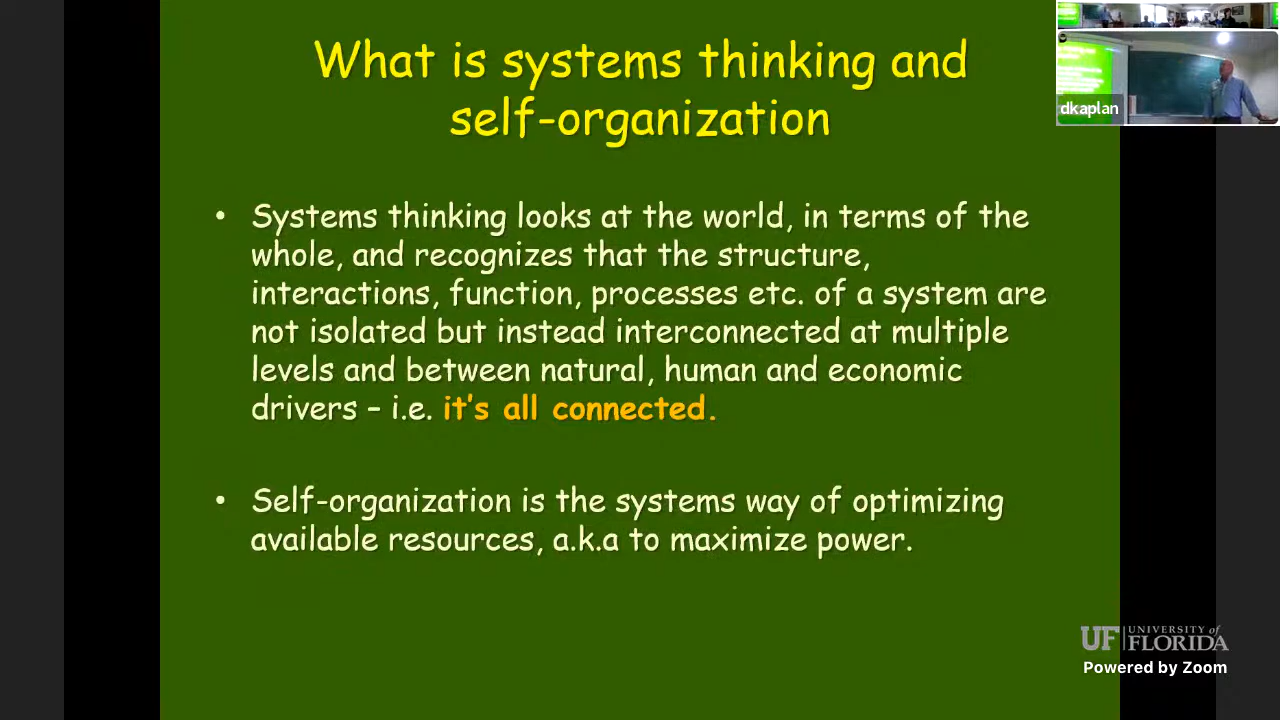 What is systems thinking and
self-organization
dkaplan
• Systems thinking looks at the world, in terms of the
whole, and recognizes that the structure,
interactions, function, processes etc. of a system are
not isolated but instead interconnected at multiple
levels and between natural, human and economic
drivers – i.e. it's all connected.
• Self-organization is the systems way of optimizing
available resources, a.k.a to maximize power.
UF UNIVERSITY of
FLORIDA
Powered by Zoom